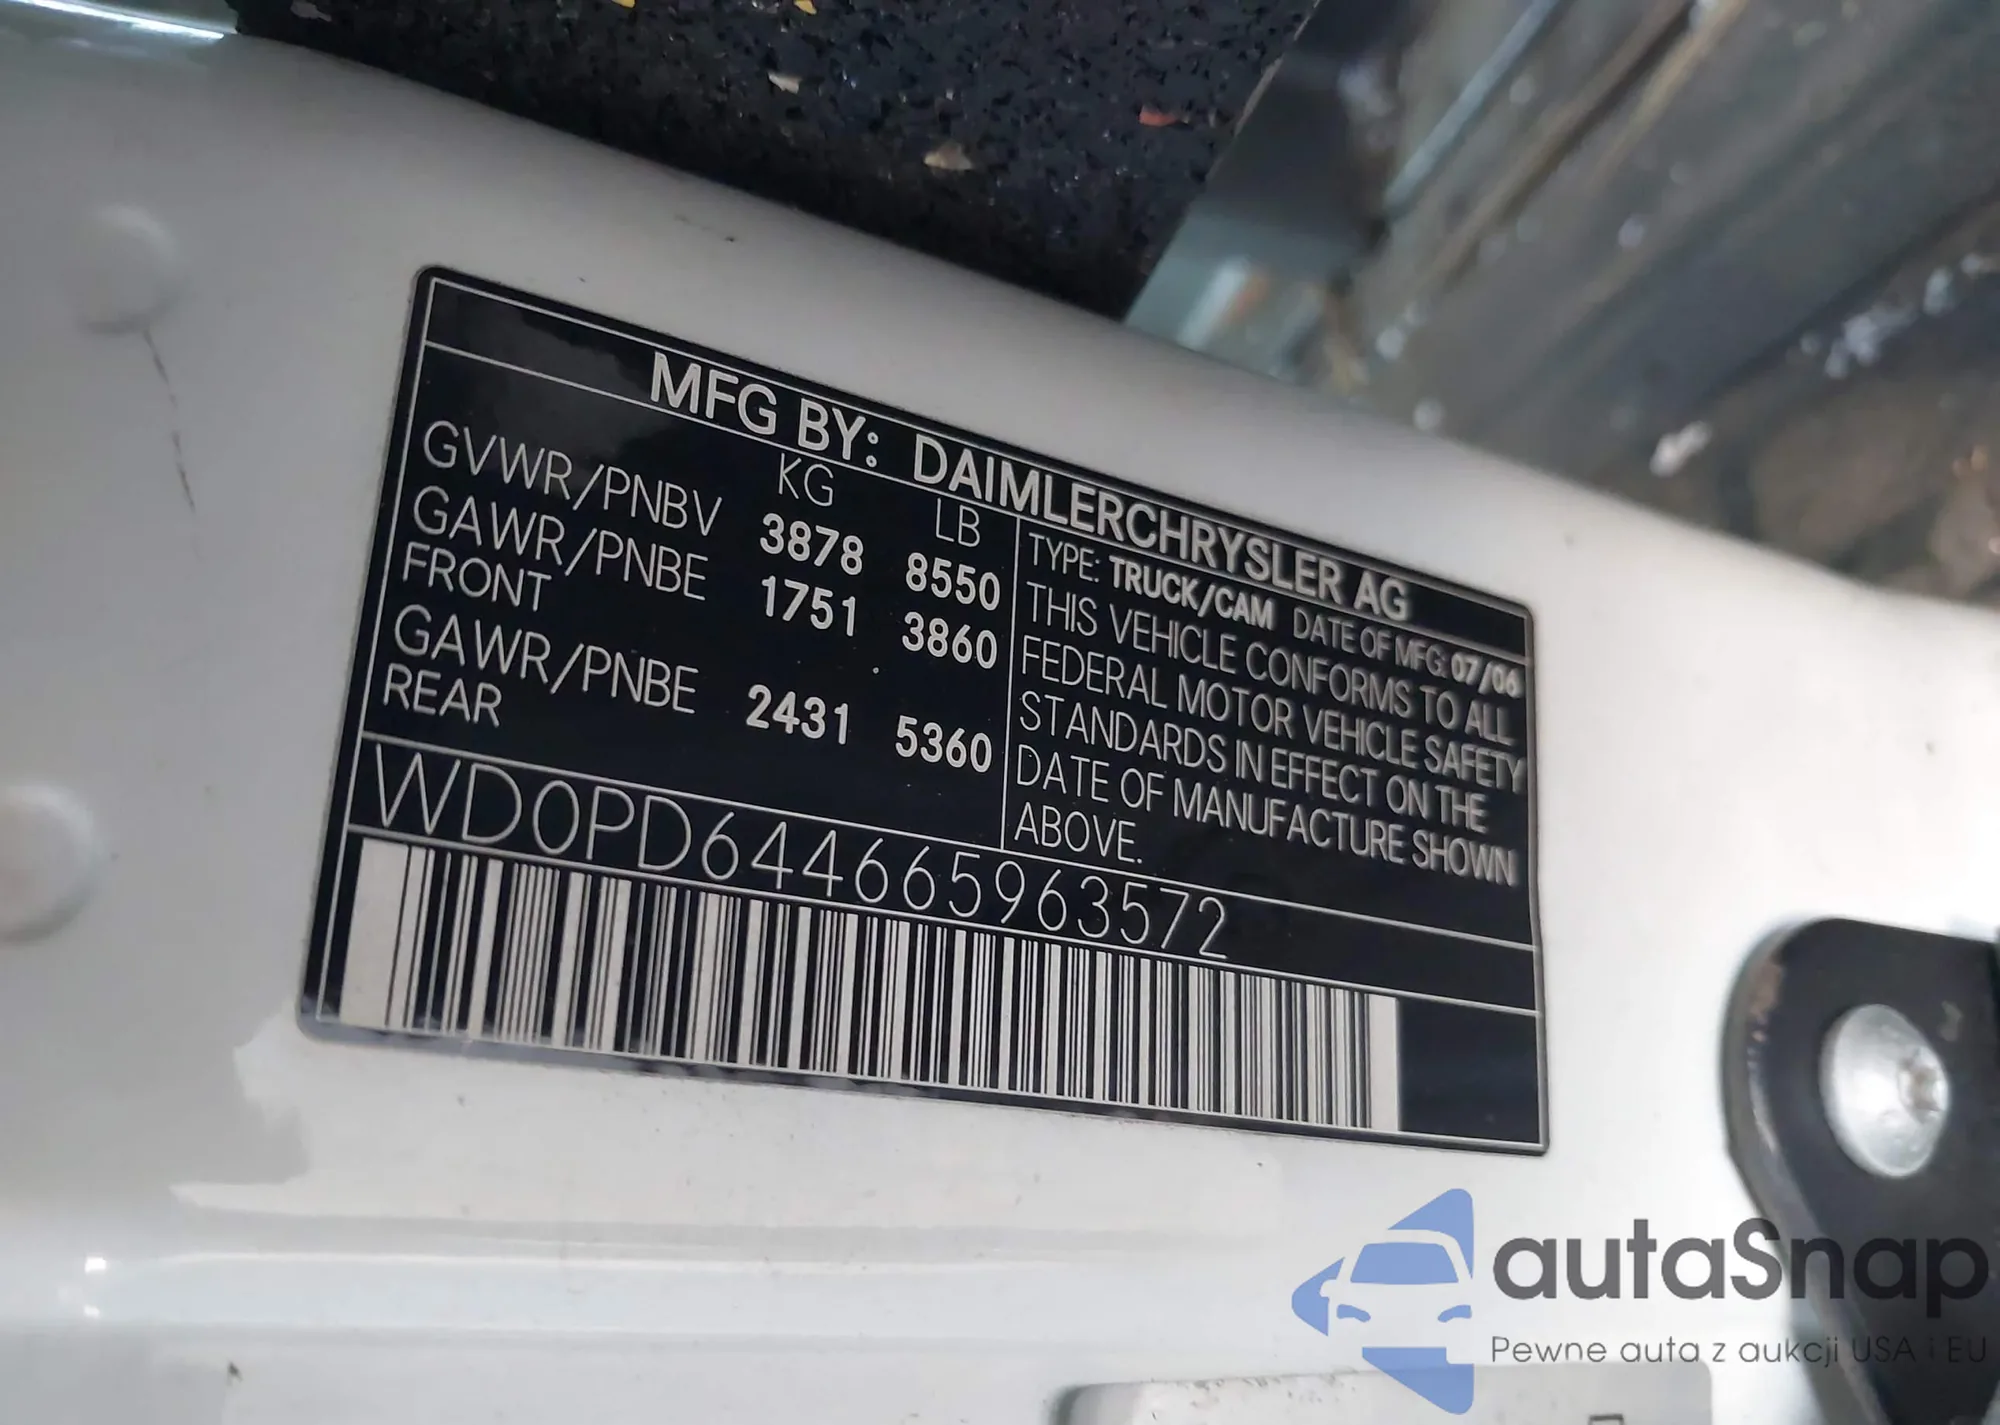 MFG BY: DAIMLERCHRYSLER AG
KG LB
GVWR/PNBV 3878 8550
GAWR/PNBE 1751 3860
FRONT
GAWR/PNBE 2431 5360
REAR
TYPE: TRUCK/CAM DATE OF MFG: 07/06
THIS VEHICLE CONFORMS TO ALL
FEDERAL MOTOR VEHICLE SAFETY
STANDARDS IN EFFECT ON THE
DATE OF MANUFACTURE SHOWN
ABOVE.
WD0PD644665963572
autaSnap
Pewne auta z aukcji USA i EU